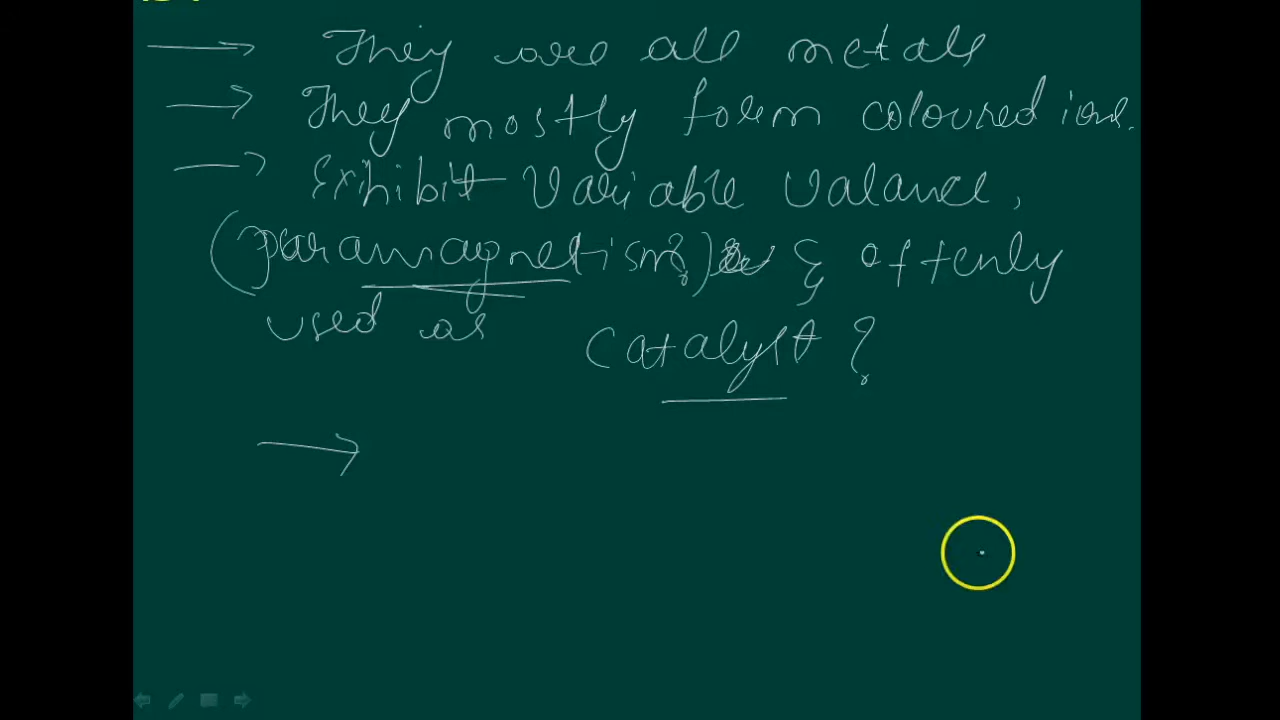 → They are all metals
→ They mostly form coloured ions.
→ Exhibit Variable valance,
(paramagnetism?) & oftenly
used as catalyst ?
→